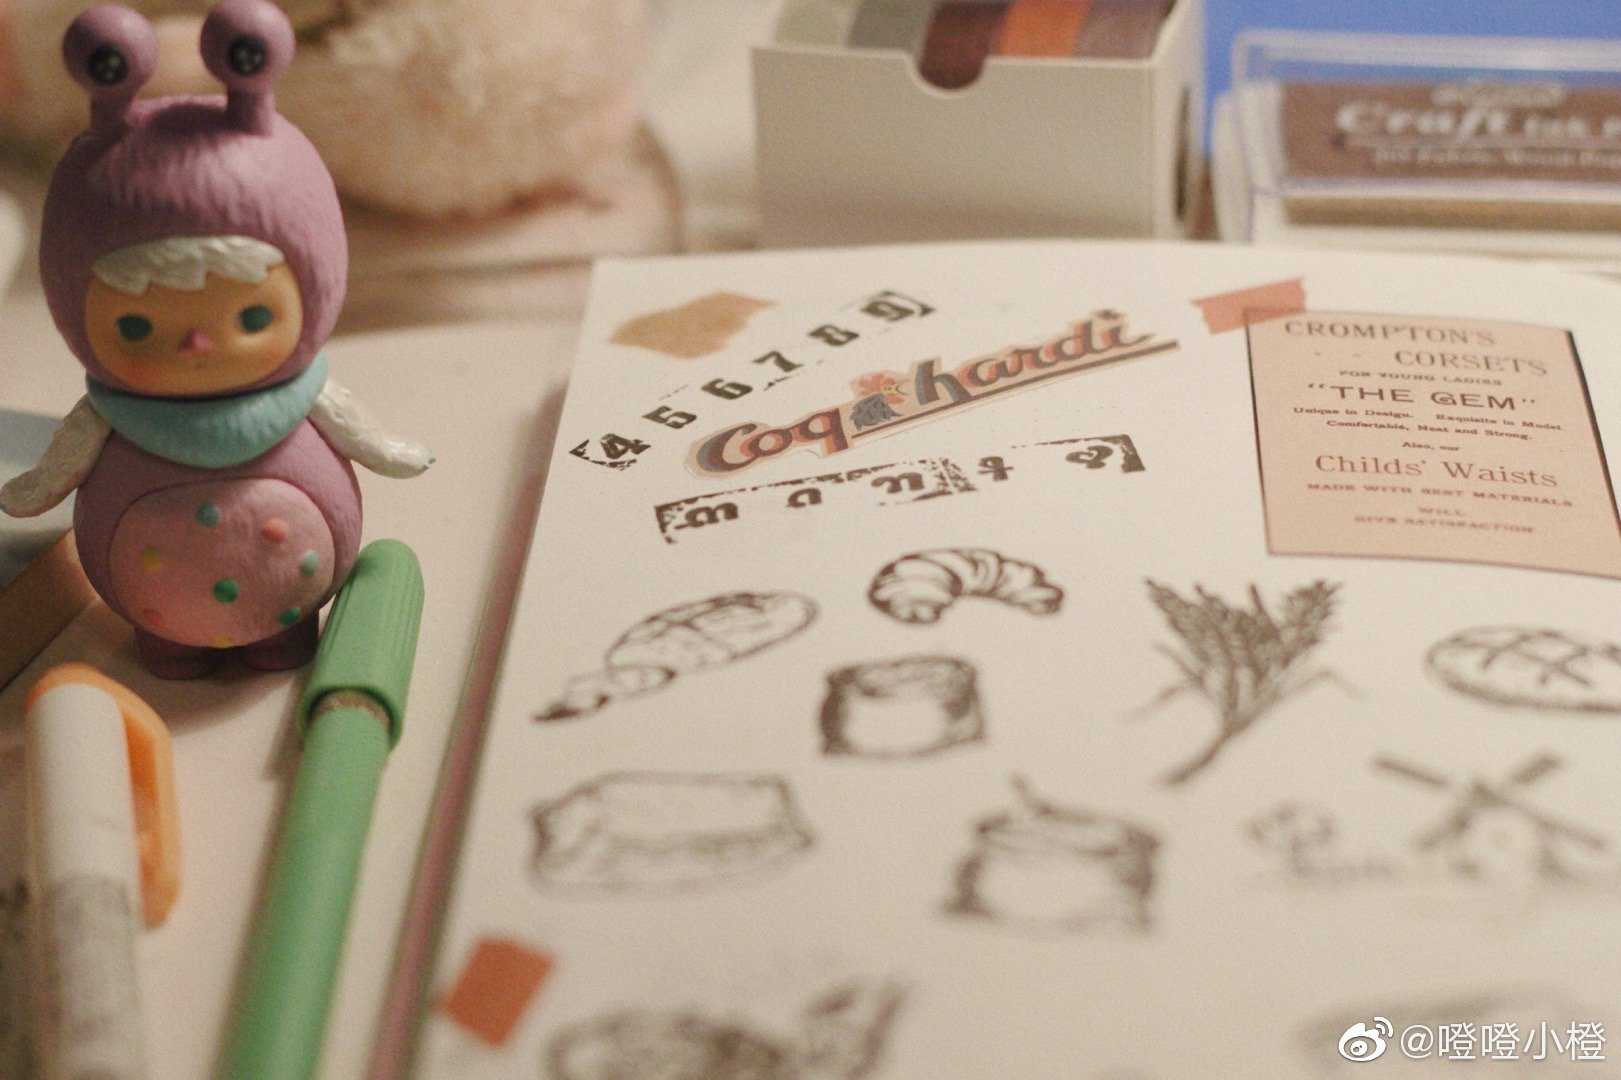 Craft Ink
4 5 6 7 8 9
Coq hardi
CROMPTON'S
CORSETS
FOR YOUNG LADIES
"THE GEM"
Unique in Design. Exquisite in Model.
Comfortable, Neat and Strong.
Also, our
Childs' Waists
MADE WITH BEST MATERIALS
WILL
GIVE SATISFACTION
@噔噔小橙